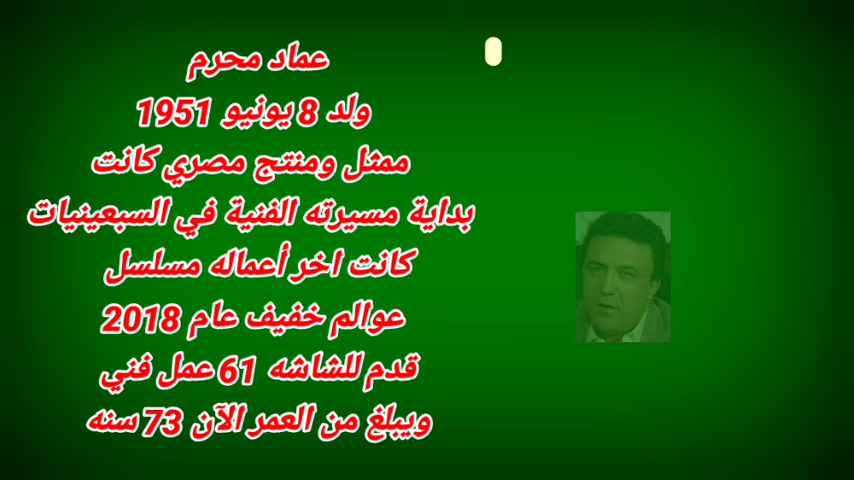 عماد محرم
ولد 8 يونيو 1951
ممثل ومنتج مصري كانت
بداية مسيرته الفنية في السبعينيات
كانت اخر أعماله مسلسل
عوالم خفيف عام 2018
قدم للشاشه 61 عمل فني
ويبلغ من العمر الآن 73 سنه